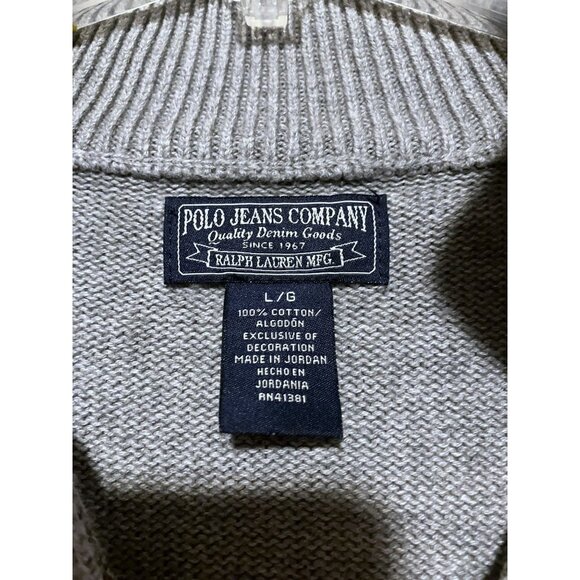 POLO JEANS COMPANY
Quality Denim Goods
SINCE 1967
RALPH LAUREN MFG.
L/G
100% COTTON/
ALGODÓN
EXCLUSIVE OF
DECORATION
MADE IN JORDAN
HECHO EN
JORDANIA
RN41381